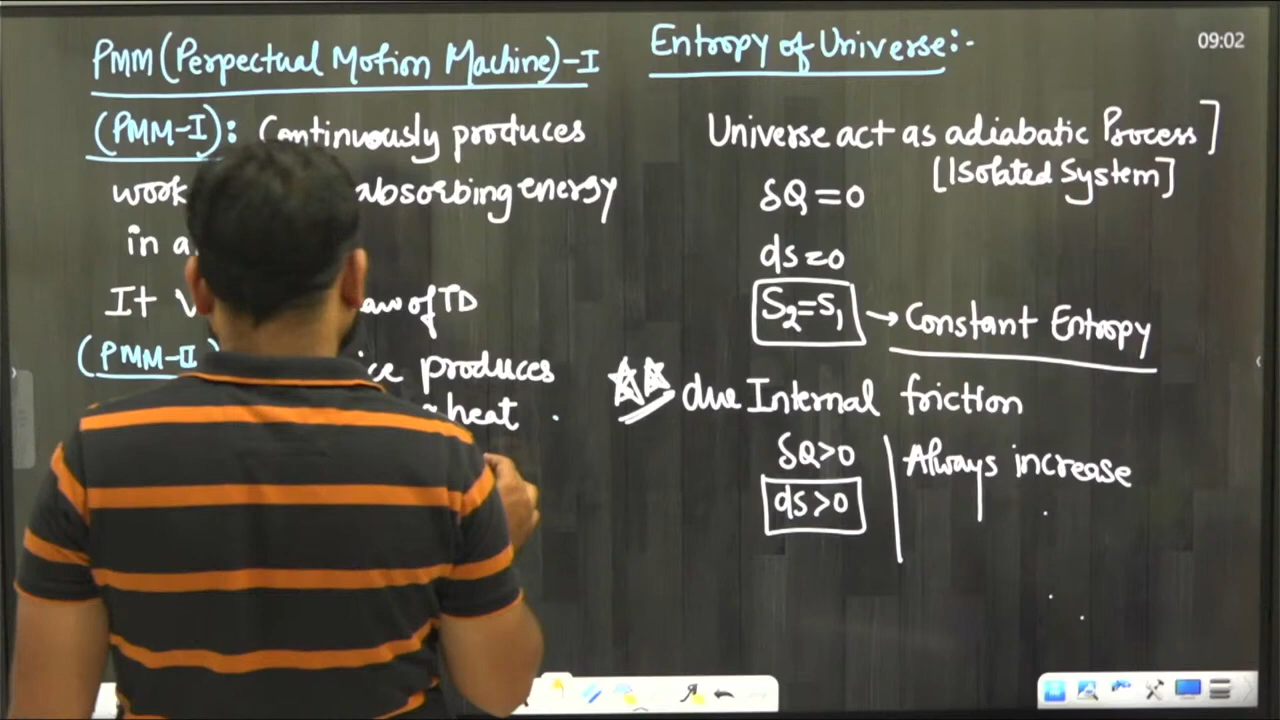 PMM (Perpectual Motion Machine)-I
(PMM-I): Continuously produces
work absorbing energy
in a
It of TD
(PMM-II) produces
heat
Entropy of Universe:-
09:02
Universe act as adiabatic Process]
[Isolated System]
δQ=0
ds=0
S₂=S₁ → Constant Entropy
due Internal friction
δQ>0 | Always increase
ds>0